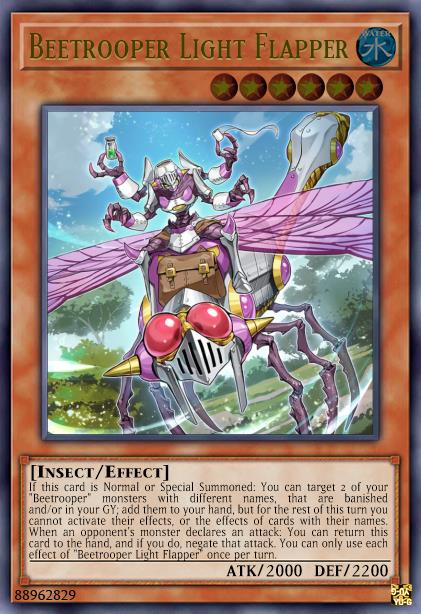 Beetrooper Light Flapper
WATER
水
[Insect/Effect]
If this card is Normal or Special Summoned: You can target 2 of your
"Beetrooper" monsters with different names, that are banished
and/or in your GY; add them to your hand, but for the rest of this turn you
cannot activate their effects, or the effects of cards with their names.
When an opponent's monster declares an attack: You can return this
card to the hand, and if you do, negate that attack. You can only use each
effect of "Beetrooper Light Flapper" once per turn.
ATK/2000 DEF/2200
88962829